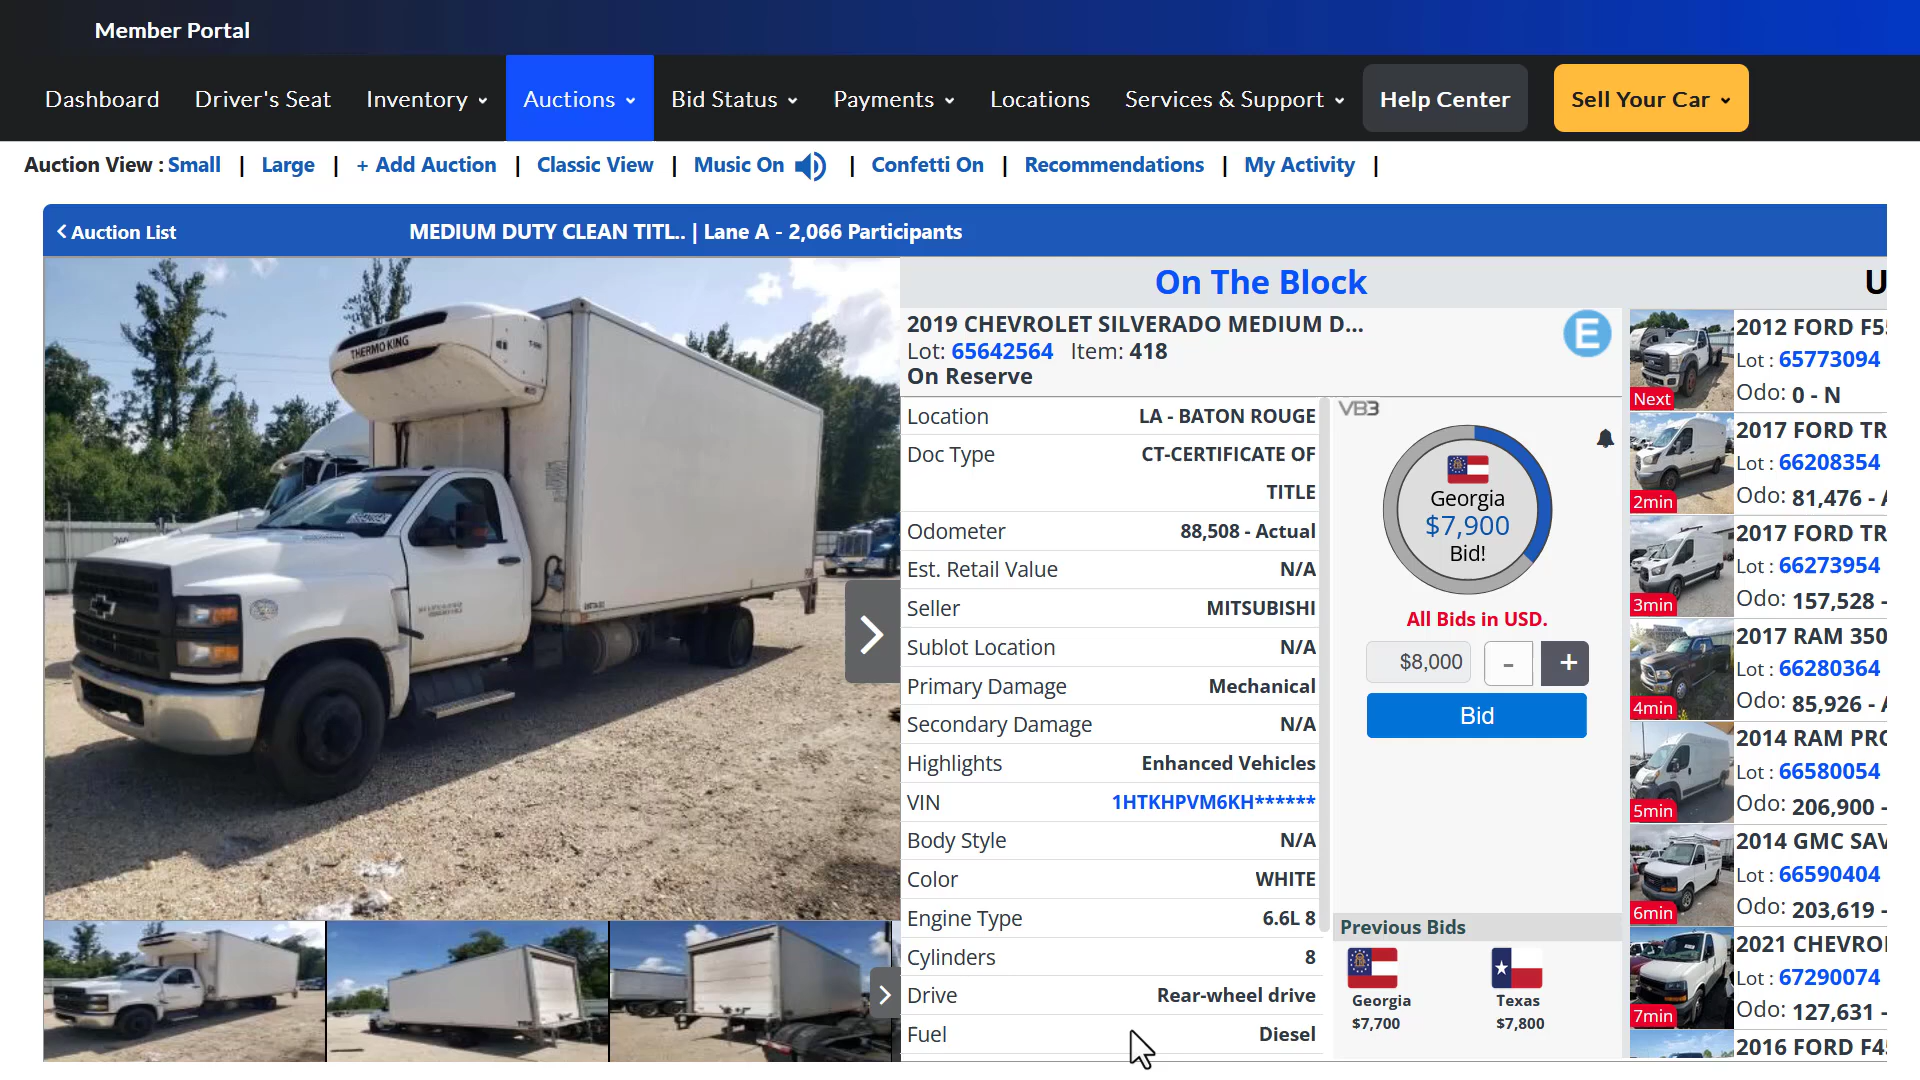 Member Portal
Dashboard Driver's Seat Inventory Auctions Bid Status Payments Locations Services & Support Help Center Sell Your Car
Auction View : Small | Large | + Add Auction | Classic View | Music On | Confetti On | Recommendations | My Activity |
Auction List
MEDIUM DUTY CLEAN TITL.. | Lane A - 2,066 Participants
THERMO KING
On The Block
2019 CHEVROLET SILVERADO MEDIUM D...
Lot: 65642564 Item: 418
On Reserve
E
Location LA - BATON ROUGE
Doc Type CT-CERTIFICATE OF
TITLE
Odometer 88,508 - Actual
Est. Retail Value N/A
Seller MITSUBISHI
Sublot Location N/A
Primary Damage Mechanical
Secondary Damage N/A
Highlights Enhanced Vehicles
VIN 1HTKHPVM6KH******
Body Style N/A
Color WHITE
Engine Type 6.6L 8
Cylinders 8
Drive Rear-wheel drive
Fuel Diesel
VB3
Georgia
$7,900
Bid!
All Bids in USD.
$8,000 - +
Bid
Previous Bids
Georgia
$7,700
Texas
$7,800
U
2012 FORD F5
Lot : 65773094
Odo: 0 - N
Next
2017 FORD TR
Lot : 66208354
Odo: 81,476 - A
2min
2017 FORD TR
Lot : 66273954
Odo: 157,528 -
3min
2017 RAM 350
Lot : 66280364
Odo: 85,926 - A
4min
2014 RAM PRO
Lot : 66580054
Odo: 206,900 -
5min
2014 GMC SAV
Lot : 66590404
Odo: 203,619 -
6min
2021 CHEVROL
Lot : 67290074
Odo: 127,631 -
7min
2016 FORD F4